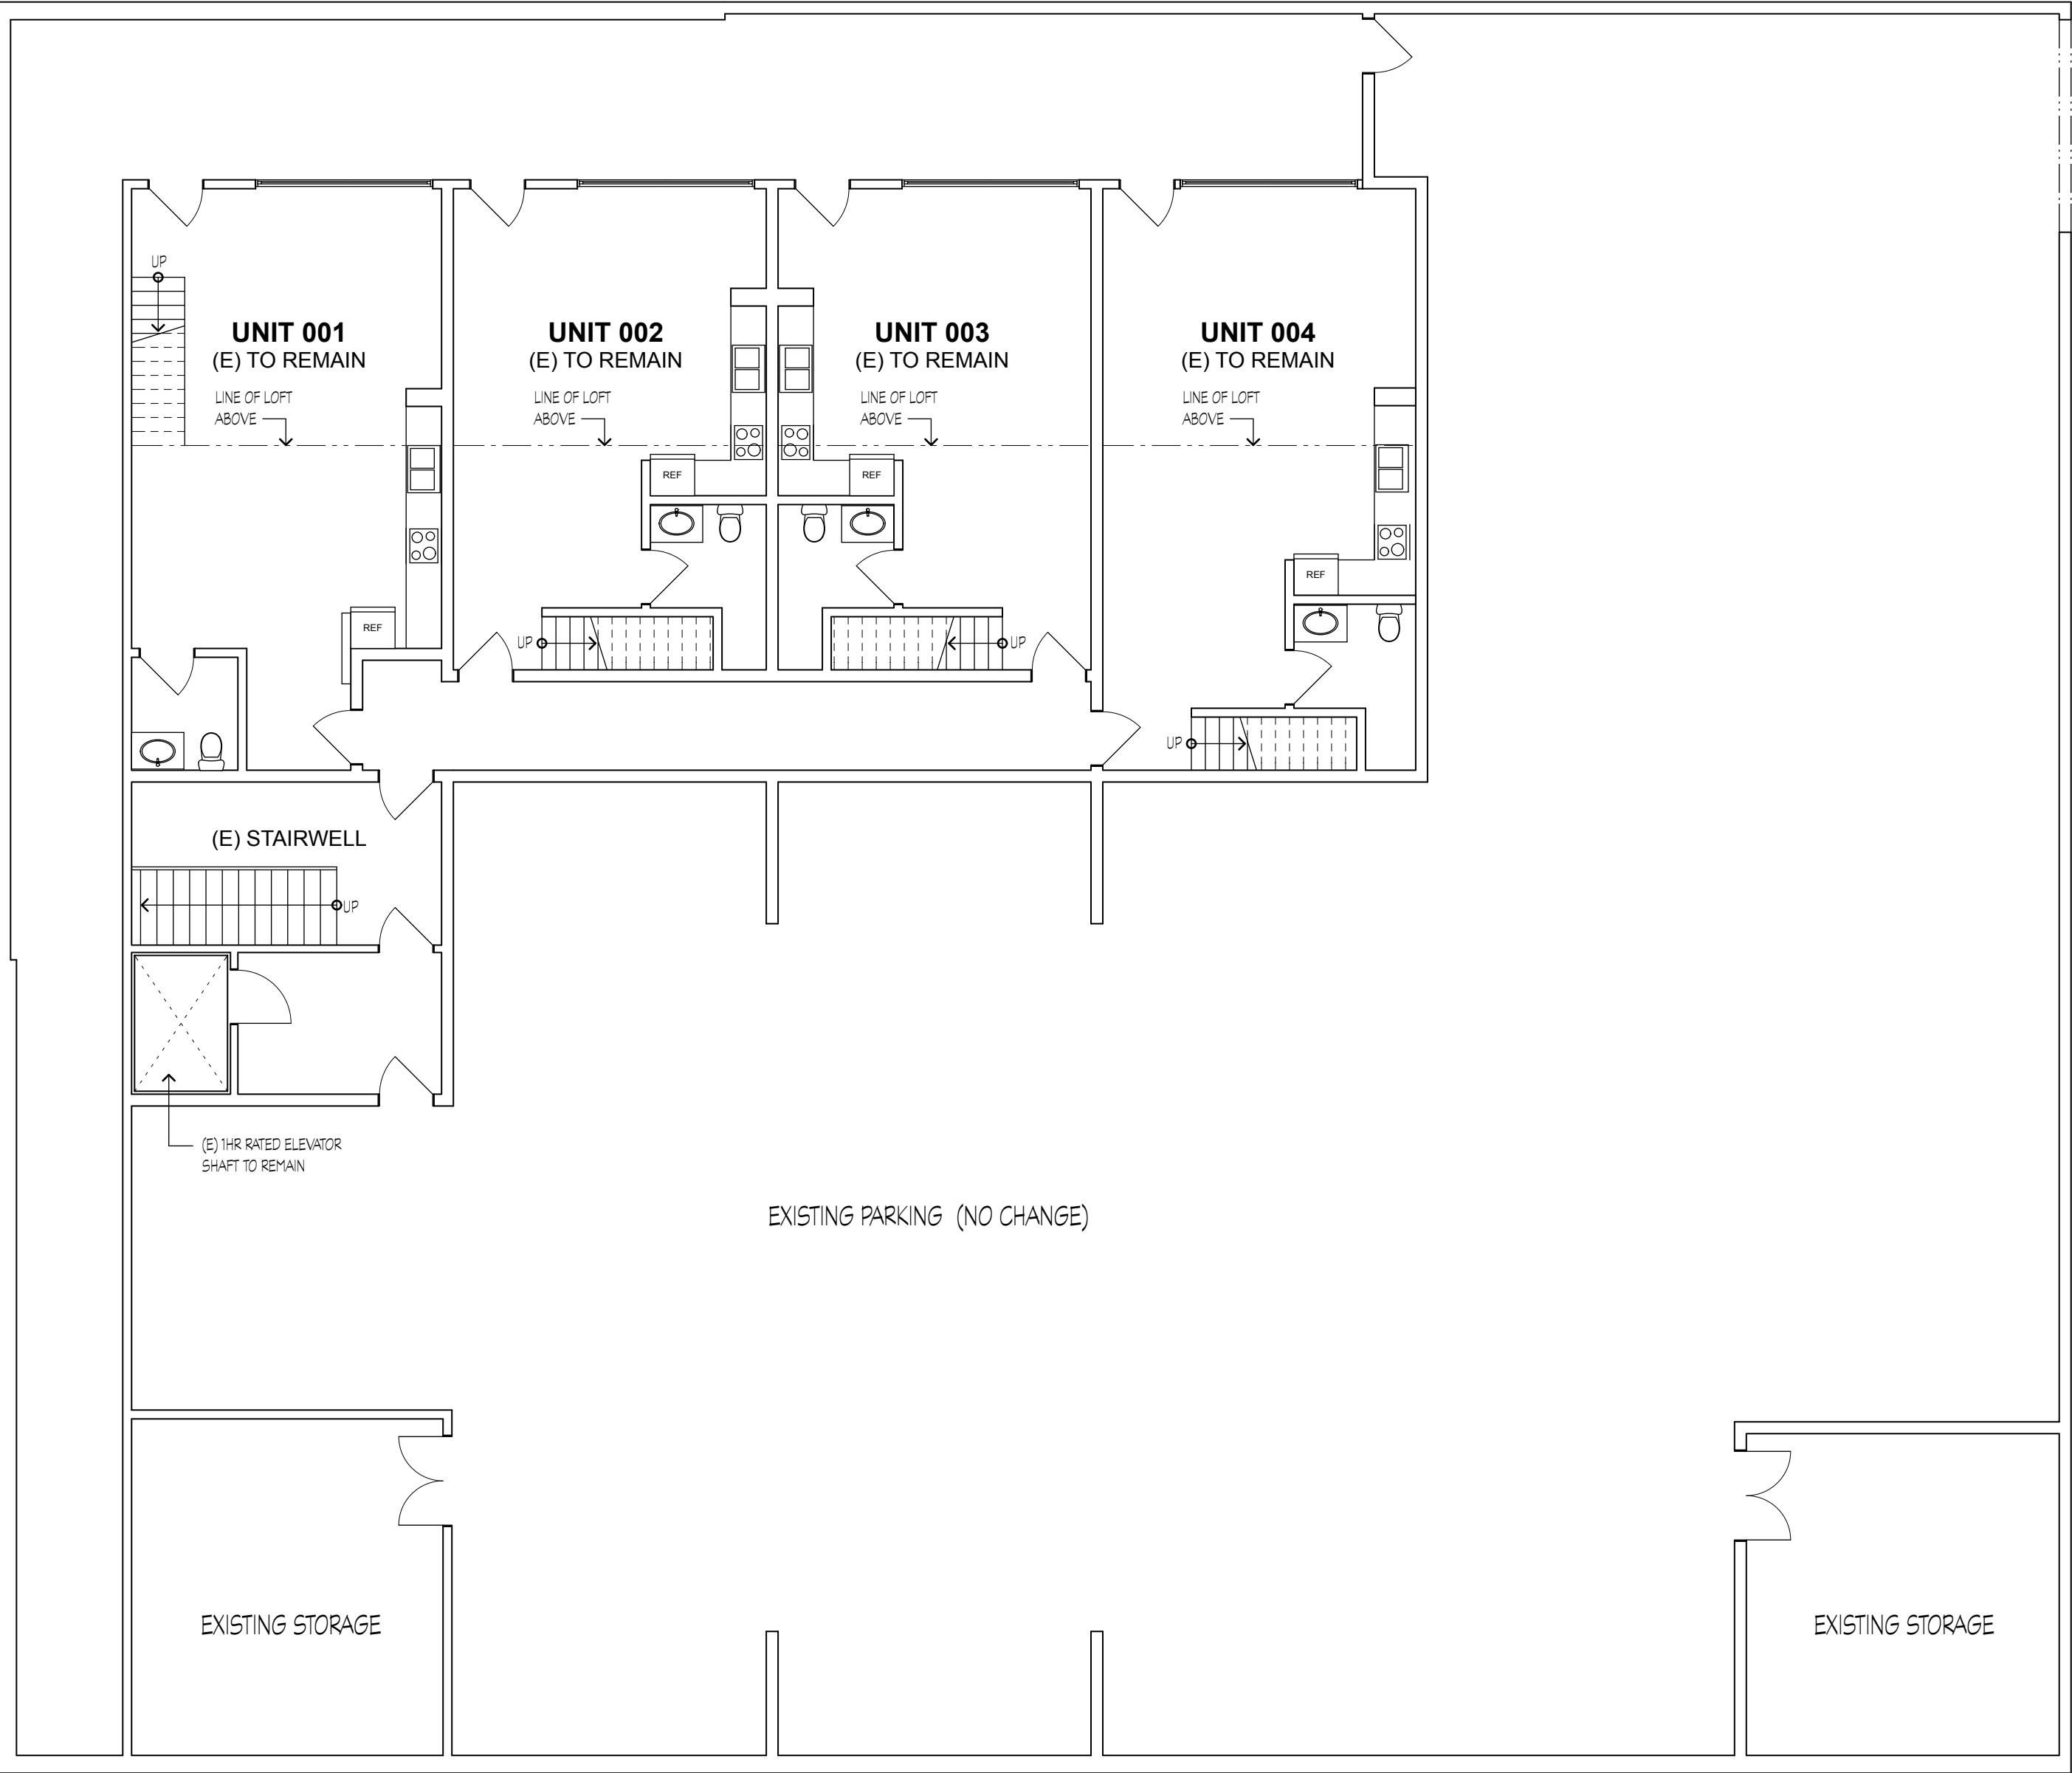 UP
UNIT 001
(E) TO REMAIN
LINE OF LOFT
ABOVE
REF
UNIT 002
(E) TO REMAIN
LINE OF LOFT
ABOVE
REF
UP
UNIT 003
(E) TO REMAIN
LINE OF LOFT
ABOVE
REF
UP
UNIT 004
(E) TO REMAIN
LINE OF LOFT
ABOVE
REF
UP
(E) STAIRWELL
UP
(E) 1HR RATED ELEVATOR
SHAFT TO REMAIN
EXISTING PARKING (NO CHANGE)
EXISTING STORAGE
EXISTING STORAGE